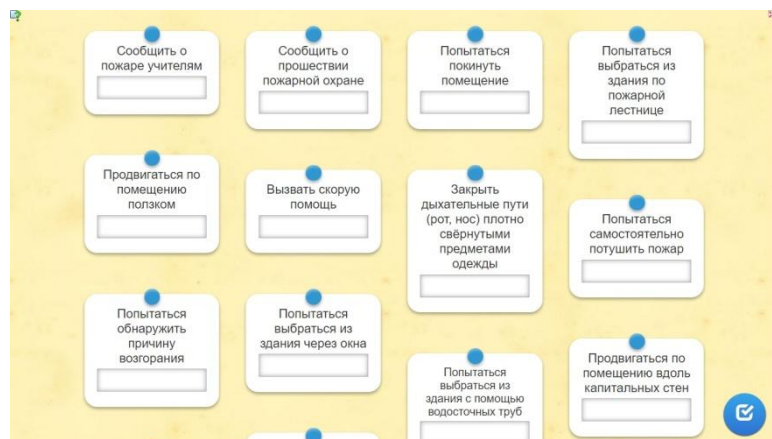 Сообщить о
пожаре учителям
Сообщить о
прошествии
пожарной охране
Попытаться
покинуть
помещение
Попытаться
выбраться из
здания по
пожарной
лестнице
Продвигаться по
помещению
ползком
Вызвать скорую
помощь
Закрыть
дыхательные пути
(рот, нос) плотно
свёрнутыми
предметами
одежды
Попытаться
самостоятельно
потушить пожар
Попытаться
обнаружить
причину
возгорания
Попытаться
выбраться из
здания через окна
Попытаться
выбраться из
здания с помощью
водосточных труб
Продвигаться по
помещению вдоль
капитальных стен